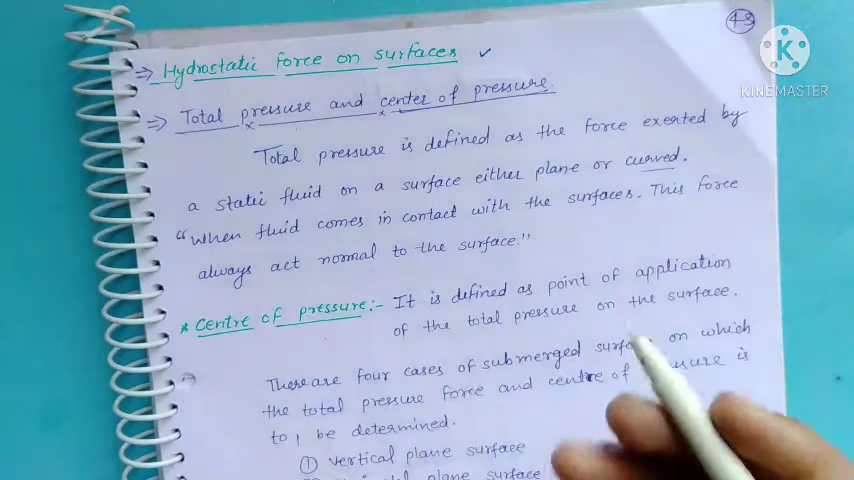 43
K
KINEMASTER
⇒ Hydrostatic force on surfaces ✓
⇒ Total pressure and center of pressure.
Total pressure is defined as the force exerted by
a static fluid on a surface either plane or curved.
"When fluid comes in contact with the surfaces. This force
always act normal to the surface."
* Centre of pressure:- It is defined as point of application
of the total pressure on the surface.
There are four cases of submerged on which
the total pressure force and centre of is
to, be determined.
① vertical plane surface
plane surface